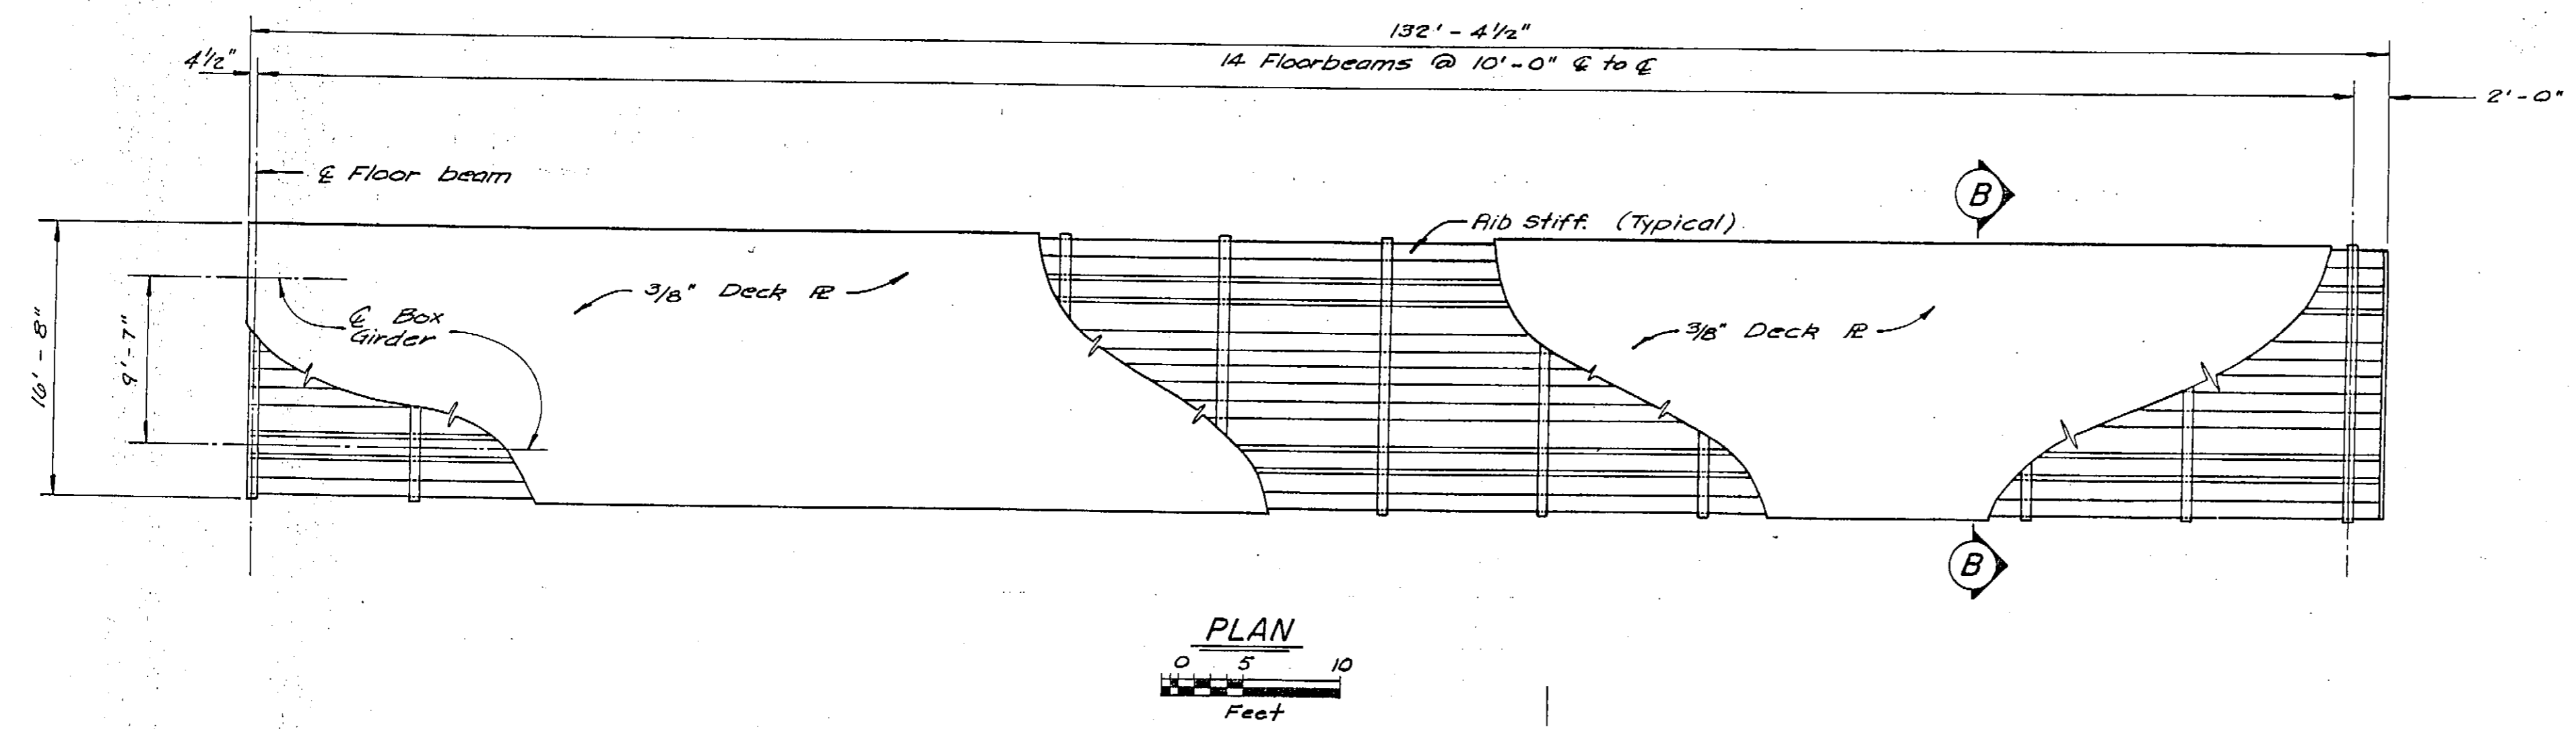 132' - 4 1/2"
4 1/2"
14 Floorbeams @ 10'-0" ℄ to ℄
2'-0"
℄ Floor beam
B
Rib stiff. (Typical)
3/8" Deck ℞
℄ Box
Girder
3/8" Deck ℞
16' - 8"
9' - 7"
B
PLAN
0 5 10
Feet